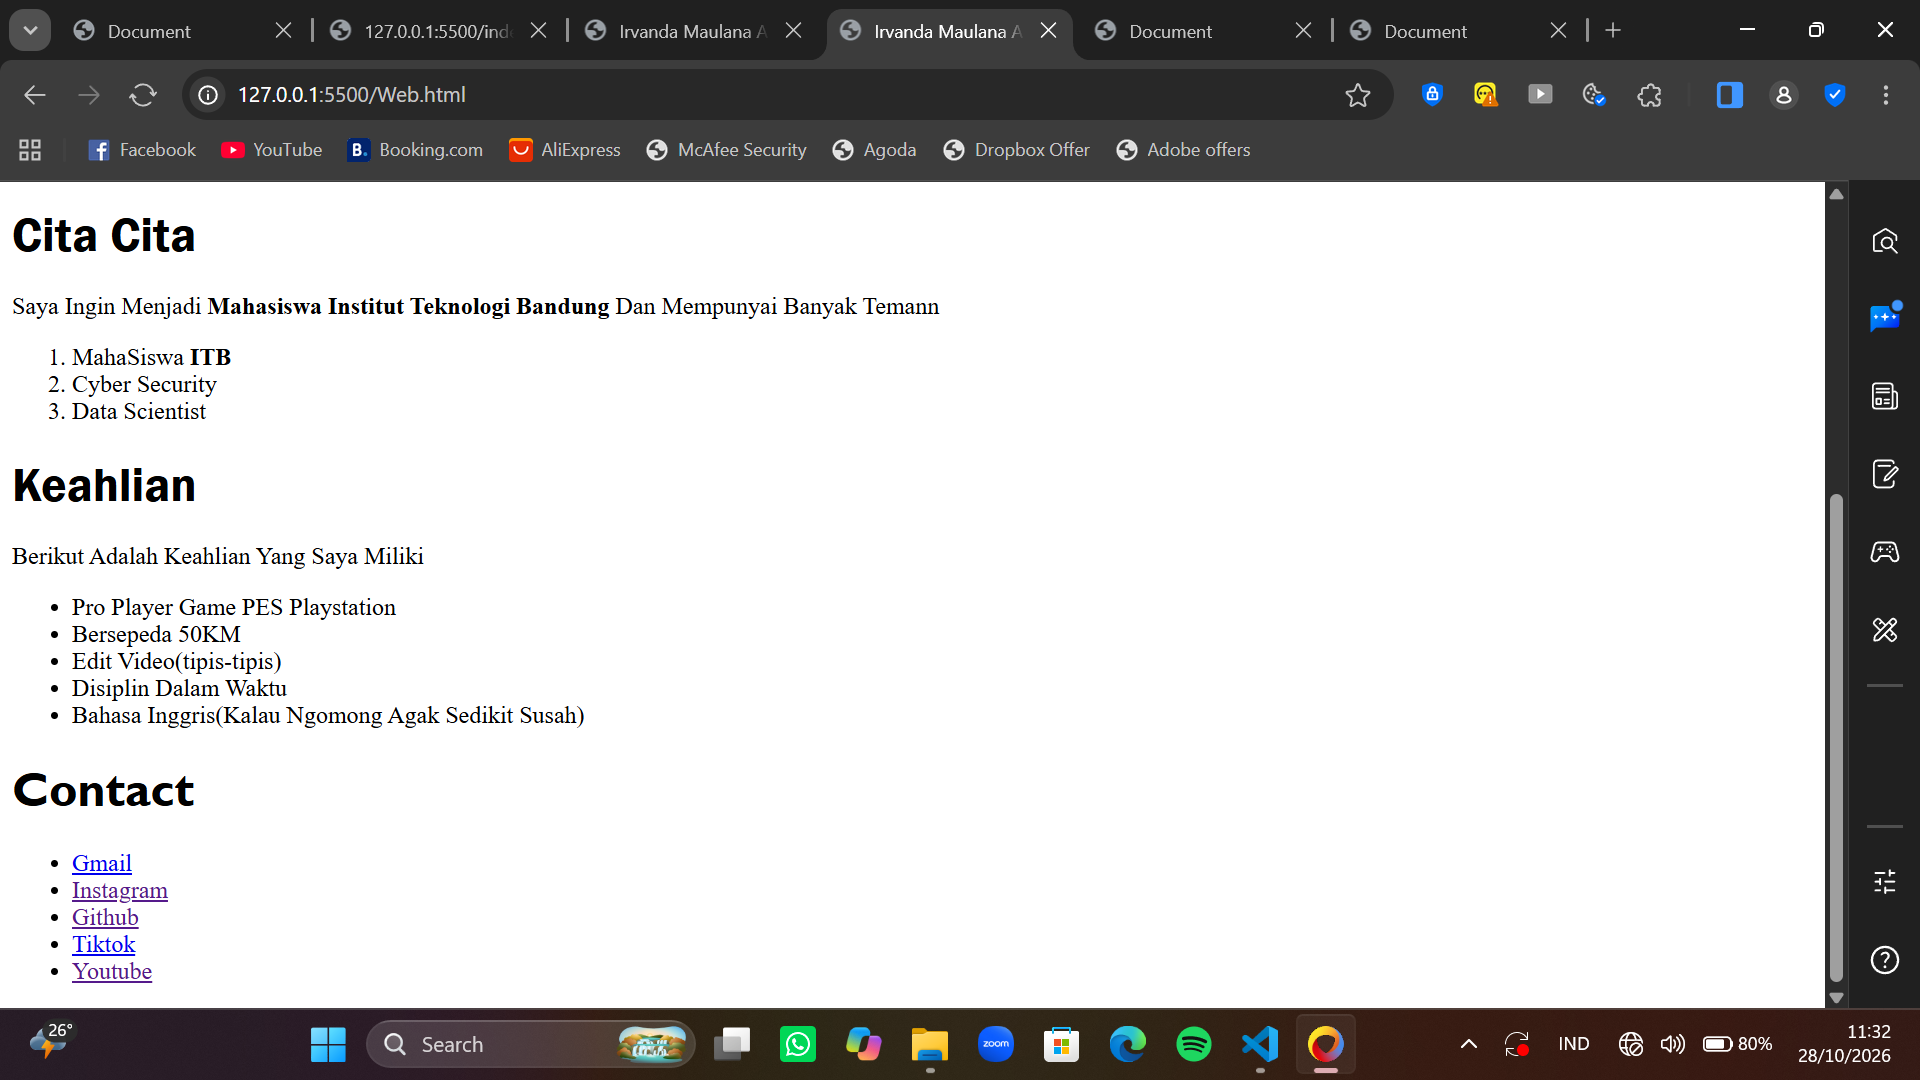 Document
127.0.0.1:5500/ind
Irvanda Maulana A
Irvanda Maulana A
Document
Document
127.0.0.1:5500/Web.html
Facebook
YouTube
Booking.com
AliExpress
McAfee Security
Agoda
Dropbox Offer
Adobe offers
Cita Cita
Saya Ingin Menjadi Mahasiswa Institut Teknologi Bandung Dan Mempunyai Banyak Temann
1. MahaSiswa ITB
2. Cyber Security
3. Data Scientist
Keahlian
Berikut Adalah Keahlian Yang Saya Miliki
• Pro Player Game PES Playstation
• Bersepeda 50KM
• Edit Video(tipis-tipis)
• Disiplin Dalam Waktu
• Bahasa Inggris(Kalau Ngomong Agak Sedikit Susah)
Contact
• Gmail
• Instagram
• Github
• Tiktok
• Youtube
26°
Search
zoom
IND
80%
11:32
28/10/2026